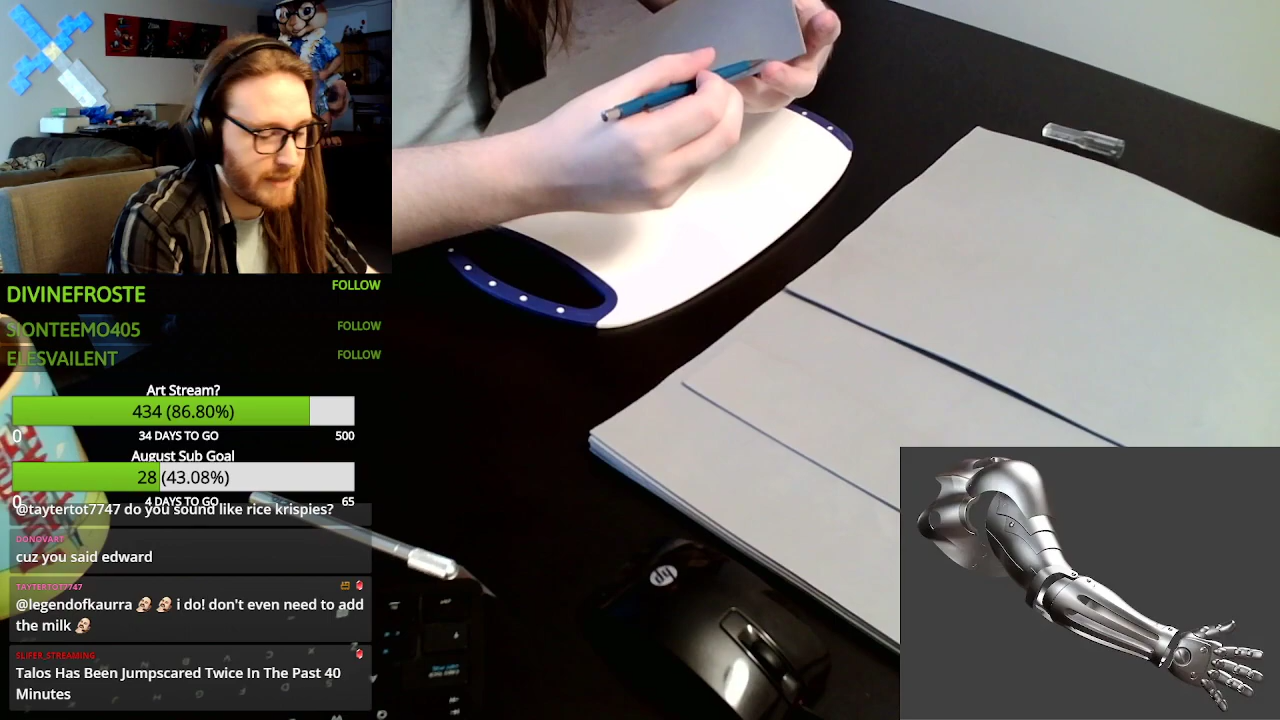 DIVINEFROSTE FOLLOW
SIONTEEMO405 FOLLOW
ELESVAILENT FOLLOW
Art Stream?
434 (86.80%)
0 34 DAYS TO GO 500
August Sub Goal
28 (43.08%)
0 4 DAYS TO GO 65
@taytertot7747 do you sound like rice krispies?
DONOVART
cuz you said edward
TAYTERTOT7747
@legendofkaurra i do! don't even need to add
the milk
SLIFER_STREAMING
Talos Has Been Jumpscared Twice In The Past 40
Minutes
hp